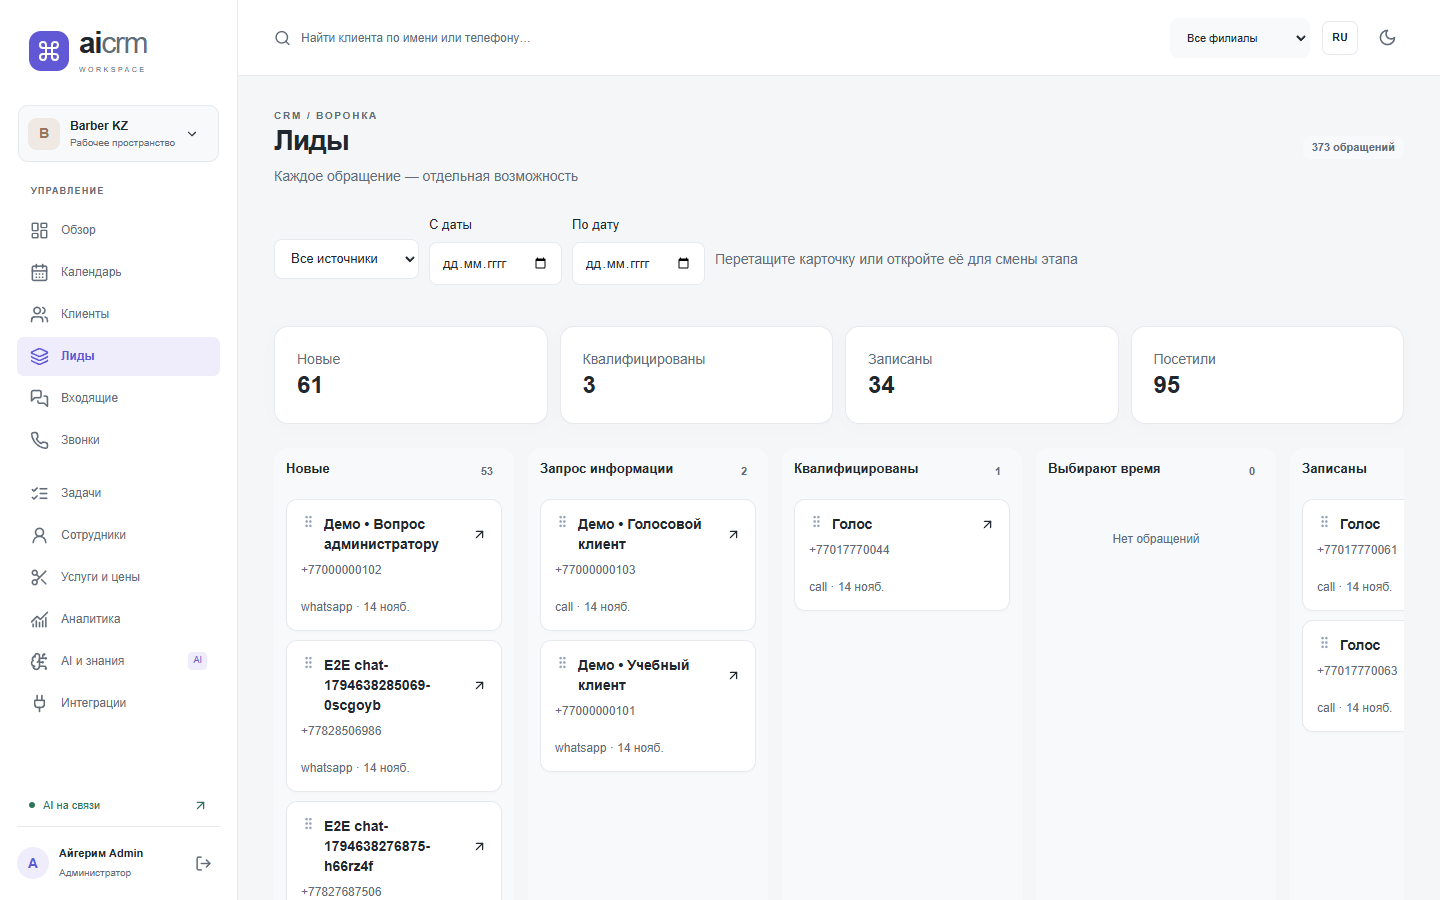 aicrm
WORKSPACE
B
Barber KZ
Рабочее пространство
УПРАВЛЕНИЕ
Обзор
Календарь
Клиенты
Лиды
Входящие
Звонки
Задачи
Сотрудники
Услуги и цены
Аналитика
AI и знания
AI
Интеграции
AI на связи
A
Айгерим Admin
Администратор
Найти клиента по имени или телефону...
Все филиалы
RU
CRM / ВОРОНКА
Лиды
Каждое обращение — отдельная возможность
373 обращений
Все источники
С даты
дд.мм.гггг
По дату
дд.мм.гггг
Перетащите карточку или откройте её для смены этапа
Новые
61
Квалифицированы
3
Записаны
34
Посетили
95
Новые
53
Демо • Вопрос
администратору
+77000000102
whatsapp · 14 нояб.
E2E chat-
1794638285069-
0scgoyb
+77828506986
whatsapp · 14 нояб.
E2E chat-
1794638276875-
h66rz4f
+77827687506
Запрос информации
2
Демо • Голосовой
клиент
+77000000103
call · 14 нояб.
Демо • Учебный
клиент
+77000000101
whatsapp · 14 нояб.
Квалифицированы
1
Голос
+77017770044
call · 14 нояб.
Выбирают время
0
Нет обращений
Записаны
Голос
+77017770061
call · 14 нояб.
Голос
+77017770063
call · 14 нояб.